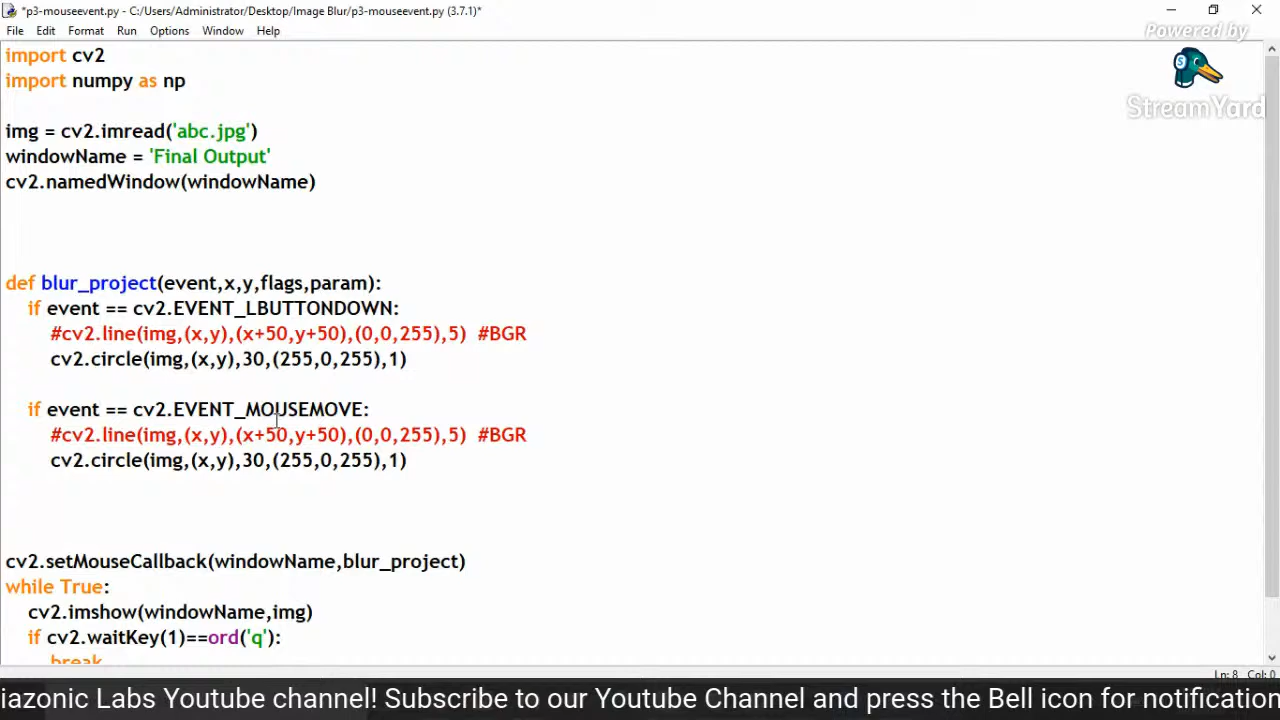 *p3-mouseevent.py - C:/Users/Administrator/Desktop/Image Blur/p3-mouseevent.py (3.7.1)*
File Edit Format Run Options Window Help
Powered by
StreamYard
import cv2
import numpy as np
img = cv2.imread('abc.jpg')
windowName = 'Final Output'
cv2.namedWindow(windowName)
def blur_project(event,x,y,flags,param):
if event == cv2.EVENT_LBUTTONDOWN:
#cv2.line(img,(x,y),(x+50,y+50),(0,0,255),5) #BGR
cv2.circle(img,(x,y),30,(255,0,255),1)
if event == cv2.EVENT_MOUSEMOVE:
#cv2.line(img,(x,y),(x+50,y+50),(0,0,255),5) #BGR
cv2.circle(img,(x,y),30,(255,0,255),1)
cv2.setMouseCallback(windowName,blur_project)
while True:
cv2.imshow(windowName,img)
if cv2.waitKey(1)==ord('q'):
break
Ln: 8 Col: 0
iazonic Labs Youtube channel! Subscribe to our Youtube Channel and press the Bell icon for notification